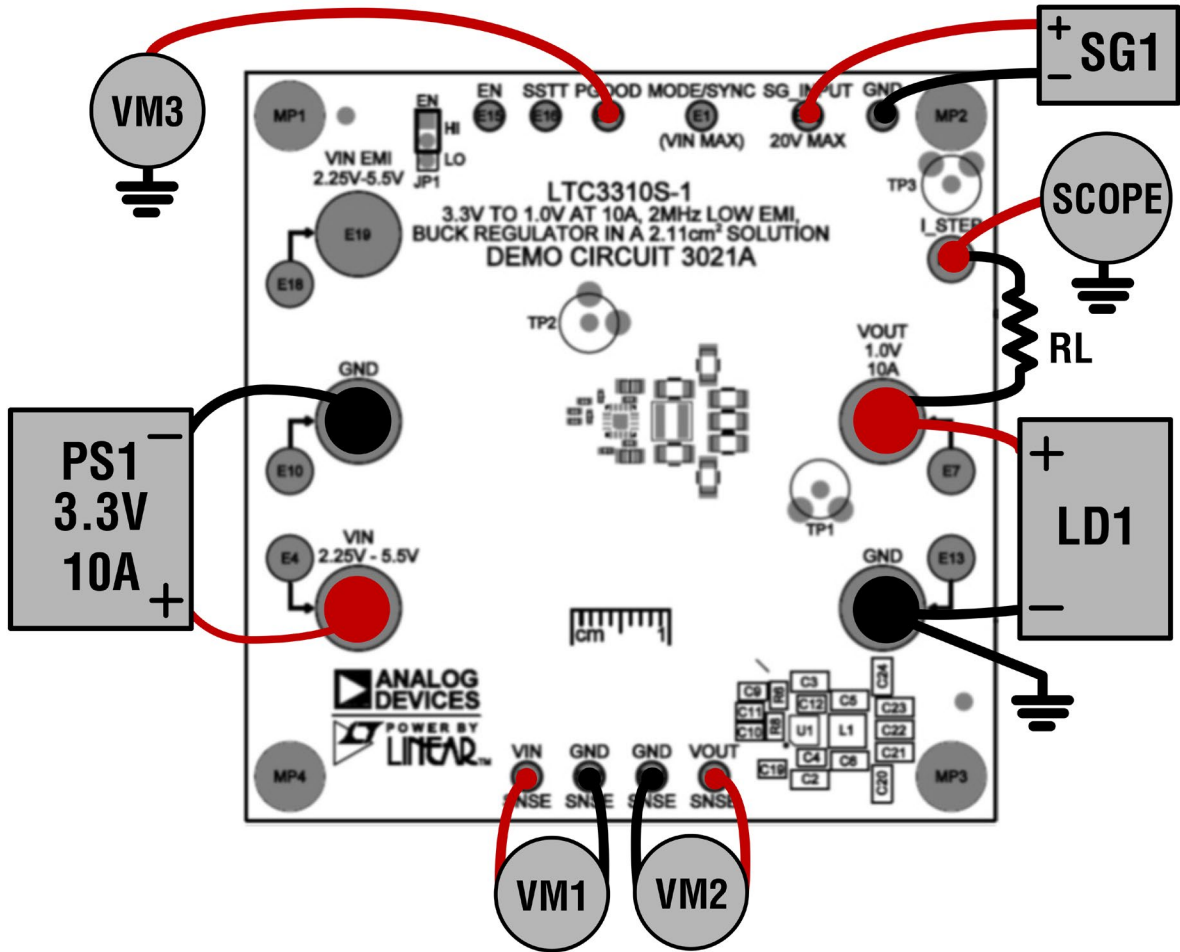 VM3
+
−
SG1
EN SSTT PGOOD MODE/SYNC SG_INPUT GND
E15 E16 E1
(VIN MAX) 20V MAX
MP1
EN
HI
LO
JP1
MP2
VIN EMI
2.25V-5.5V
E19
E18
LTC3310S-1
3.3V TO 1.0V AT 10A, 2MHz LOW EMI,
BUCK REGULATOR IN A 2.11cm² SOLUTION
DEMO CIRCUIT 3021A
TP3
I_STEP
SCOPE
TP2
RL
GND
E10
VOUT
1.0V
10A
E7
PS1
3.3V
10A
−
+
E4
VIN
2.25V - 5.5V
TP1
GND
E13
+
LD1
−
cm 1
ANALOG
DEVICES
POWER BY
LINEAR™
C9 R6 C3 C24
C11 C12 C5 C23
C10 R8 U1 L1 C22
C4 C6 C21
C19 C2 C20
MP4
VIN GND GND VOUT
SNSE SNSE SNSE SNSE
MP3
VM1
VM2